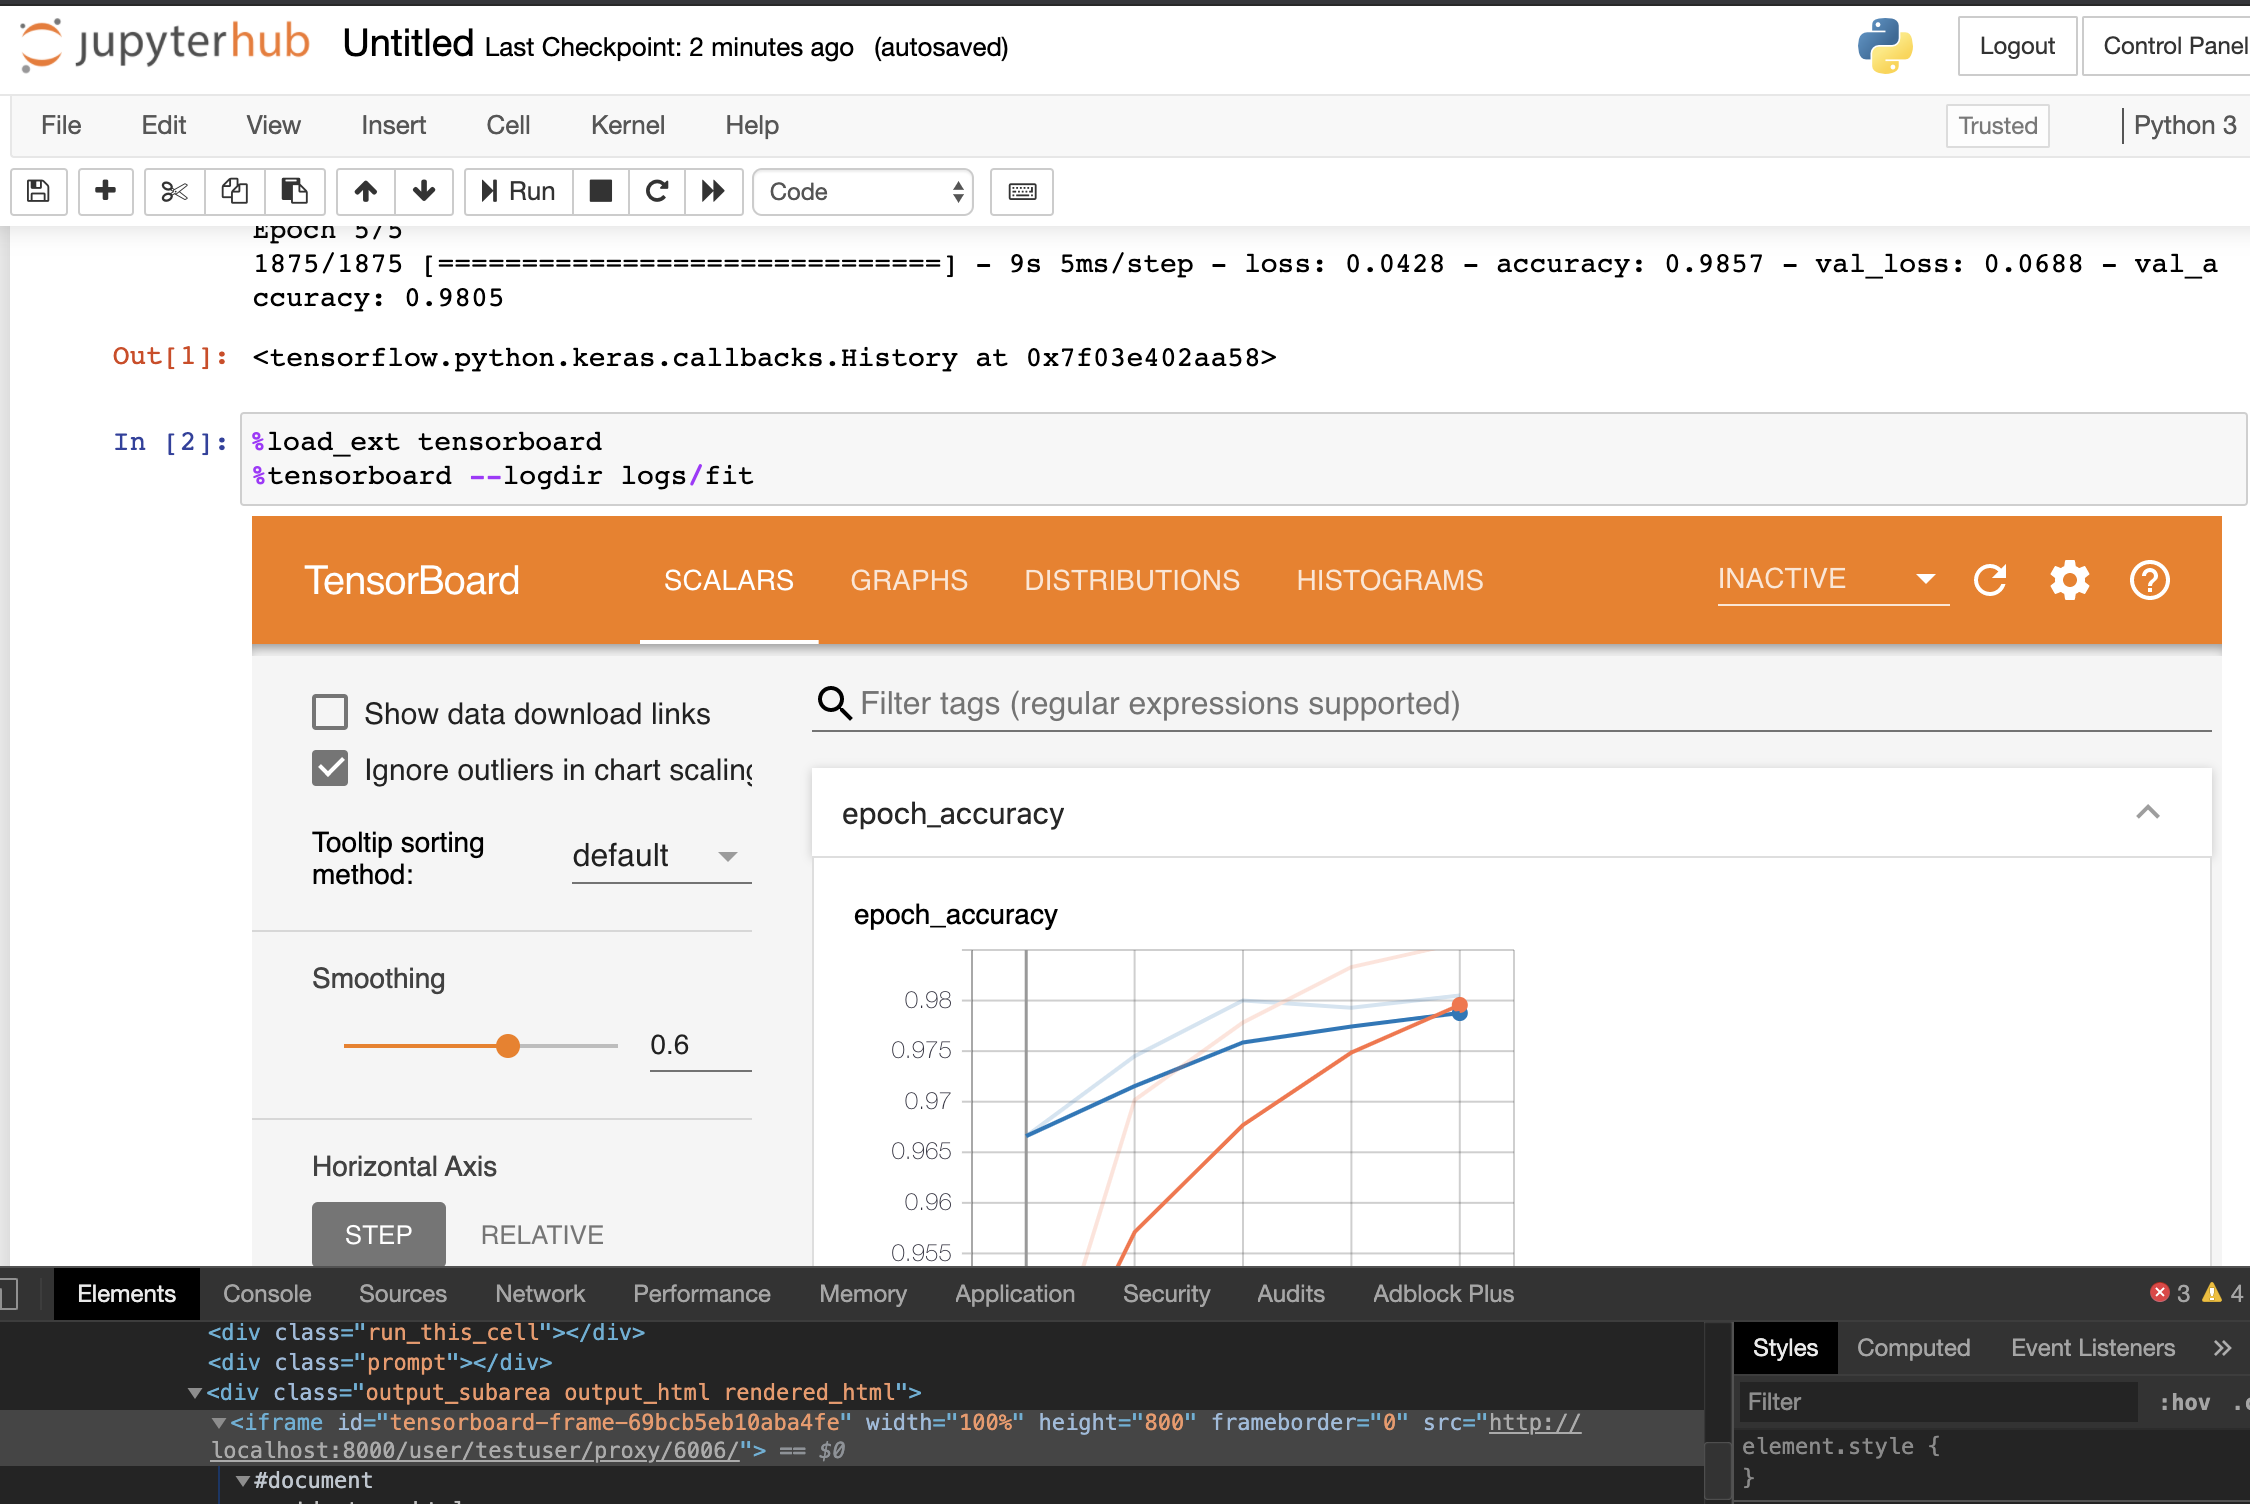 jupyterhub Untitled Last Checkpoint: 2 minutes ago (autosaved) Logout Control Panel
File Edit View Insert Cell Kernel Help Trusted Python 3
Run Code
Epoch 5/5
1875/1875 [==============================] - 9s 5ms/step - loss: 0.0428 - accuracy: 0.9857 - val_loss: 0.0688 - val_a
ccuracy: 0.9805
Out[1]: <tensorflow.python.keras.callbacks.History at 0x7f03e402aa58>
In [2]: %load_ext tensorboard
%tensorboard --logdir logs/fit
TensorBoard SCALARS GRAPHS DISTRIBUTIONS HISTOGRAMS INACTIVE
Show data download links
Ignore outliers in chart scaling
Tooltip sorting
method:
default
Smoothing
0.6
Horizontal Axis
STEP RELATIVE
Filter tags (regular expressions supported)
epoch_accuracy
epoch_accuracy
0.98
0.975
0.97
0.965
0.96
0.955
Elements Console Sources Network Performance Memory Application Security Audits Adblock Plus 3 4
<div class="run_this_cell"></div>
<div class="prompt"></div>
<div class="output_subarea output_html rendered_html">
<iframe id="tensorboard-frame-69bcb5eb10aba4fe" width="100%" height="800" frameborder="0" src="http://
localhost:8000/user/testuser/proxy/6006/"> == $0
#document
Styles Computed Event Listeners
Filter :hov
element.style {
}